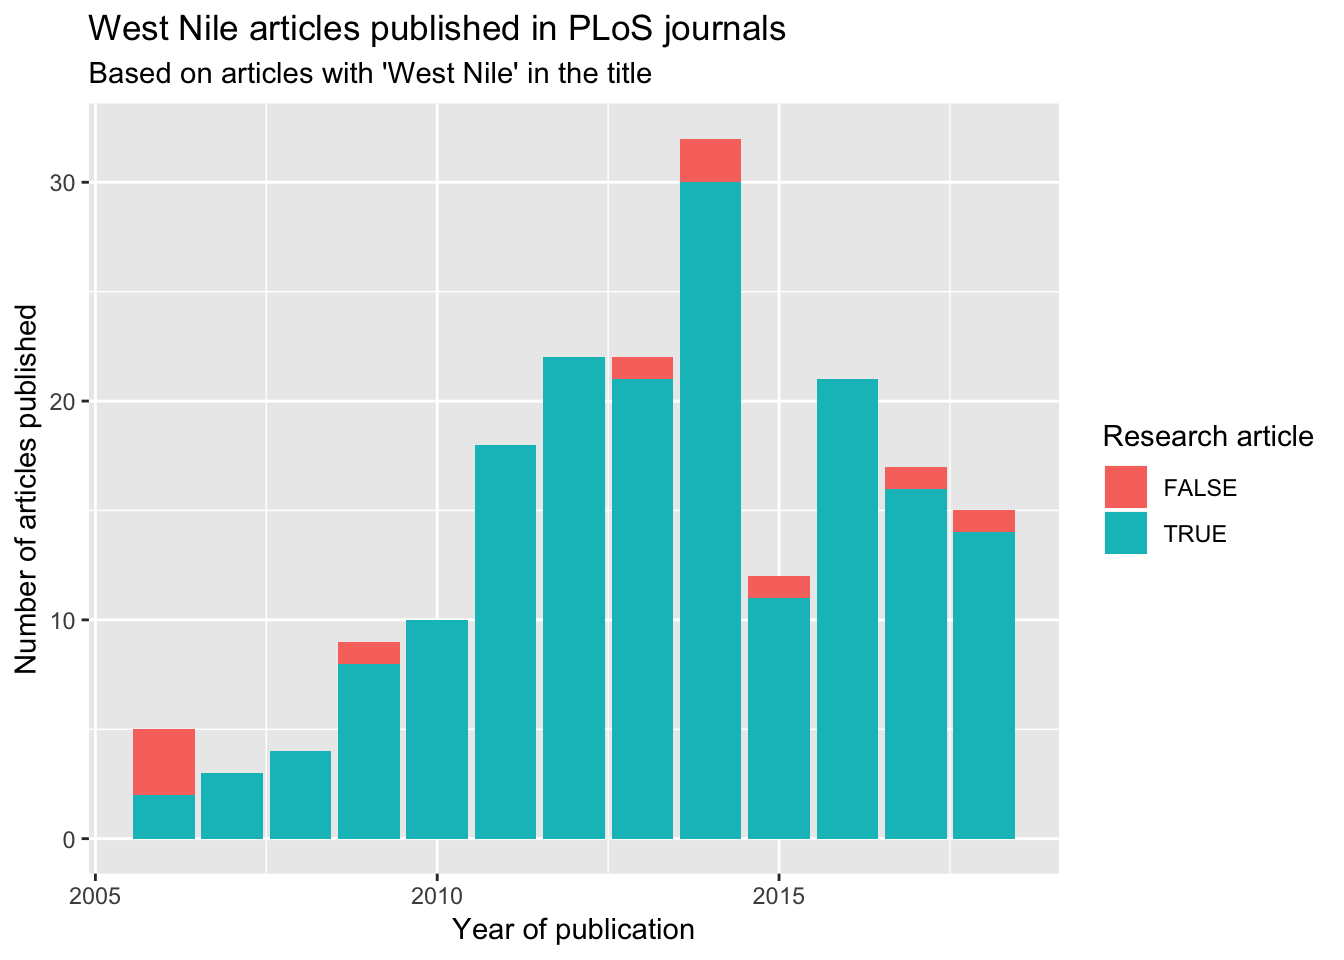 West Nile articles published in PLoS journals
Based on articles with 'West Nile' in the title
Number of articles published
30
20
10
0
2005
2010
2015
Year of publication
Research article
FALSE
TRUE